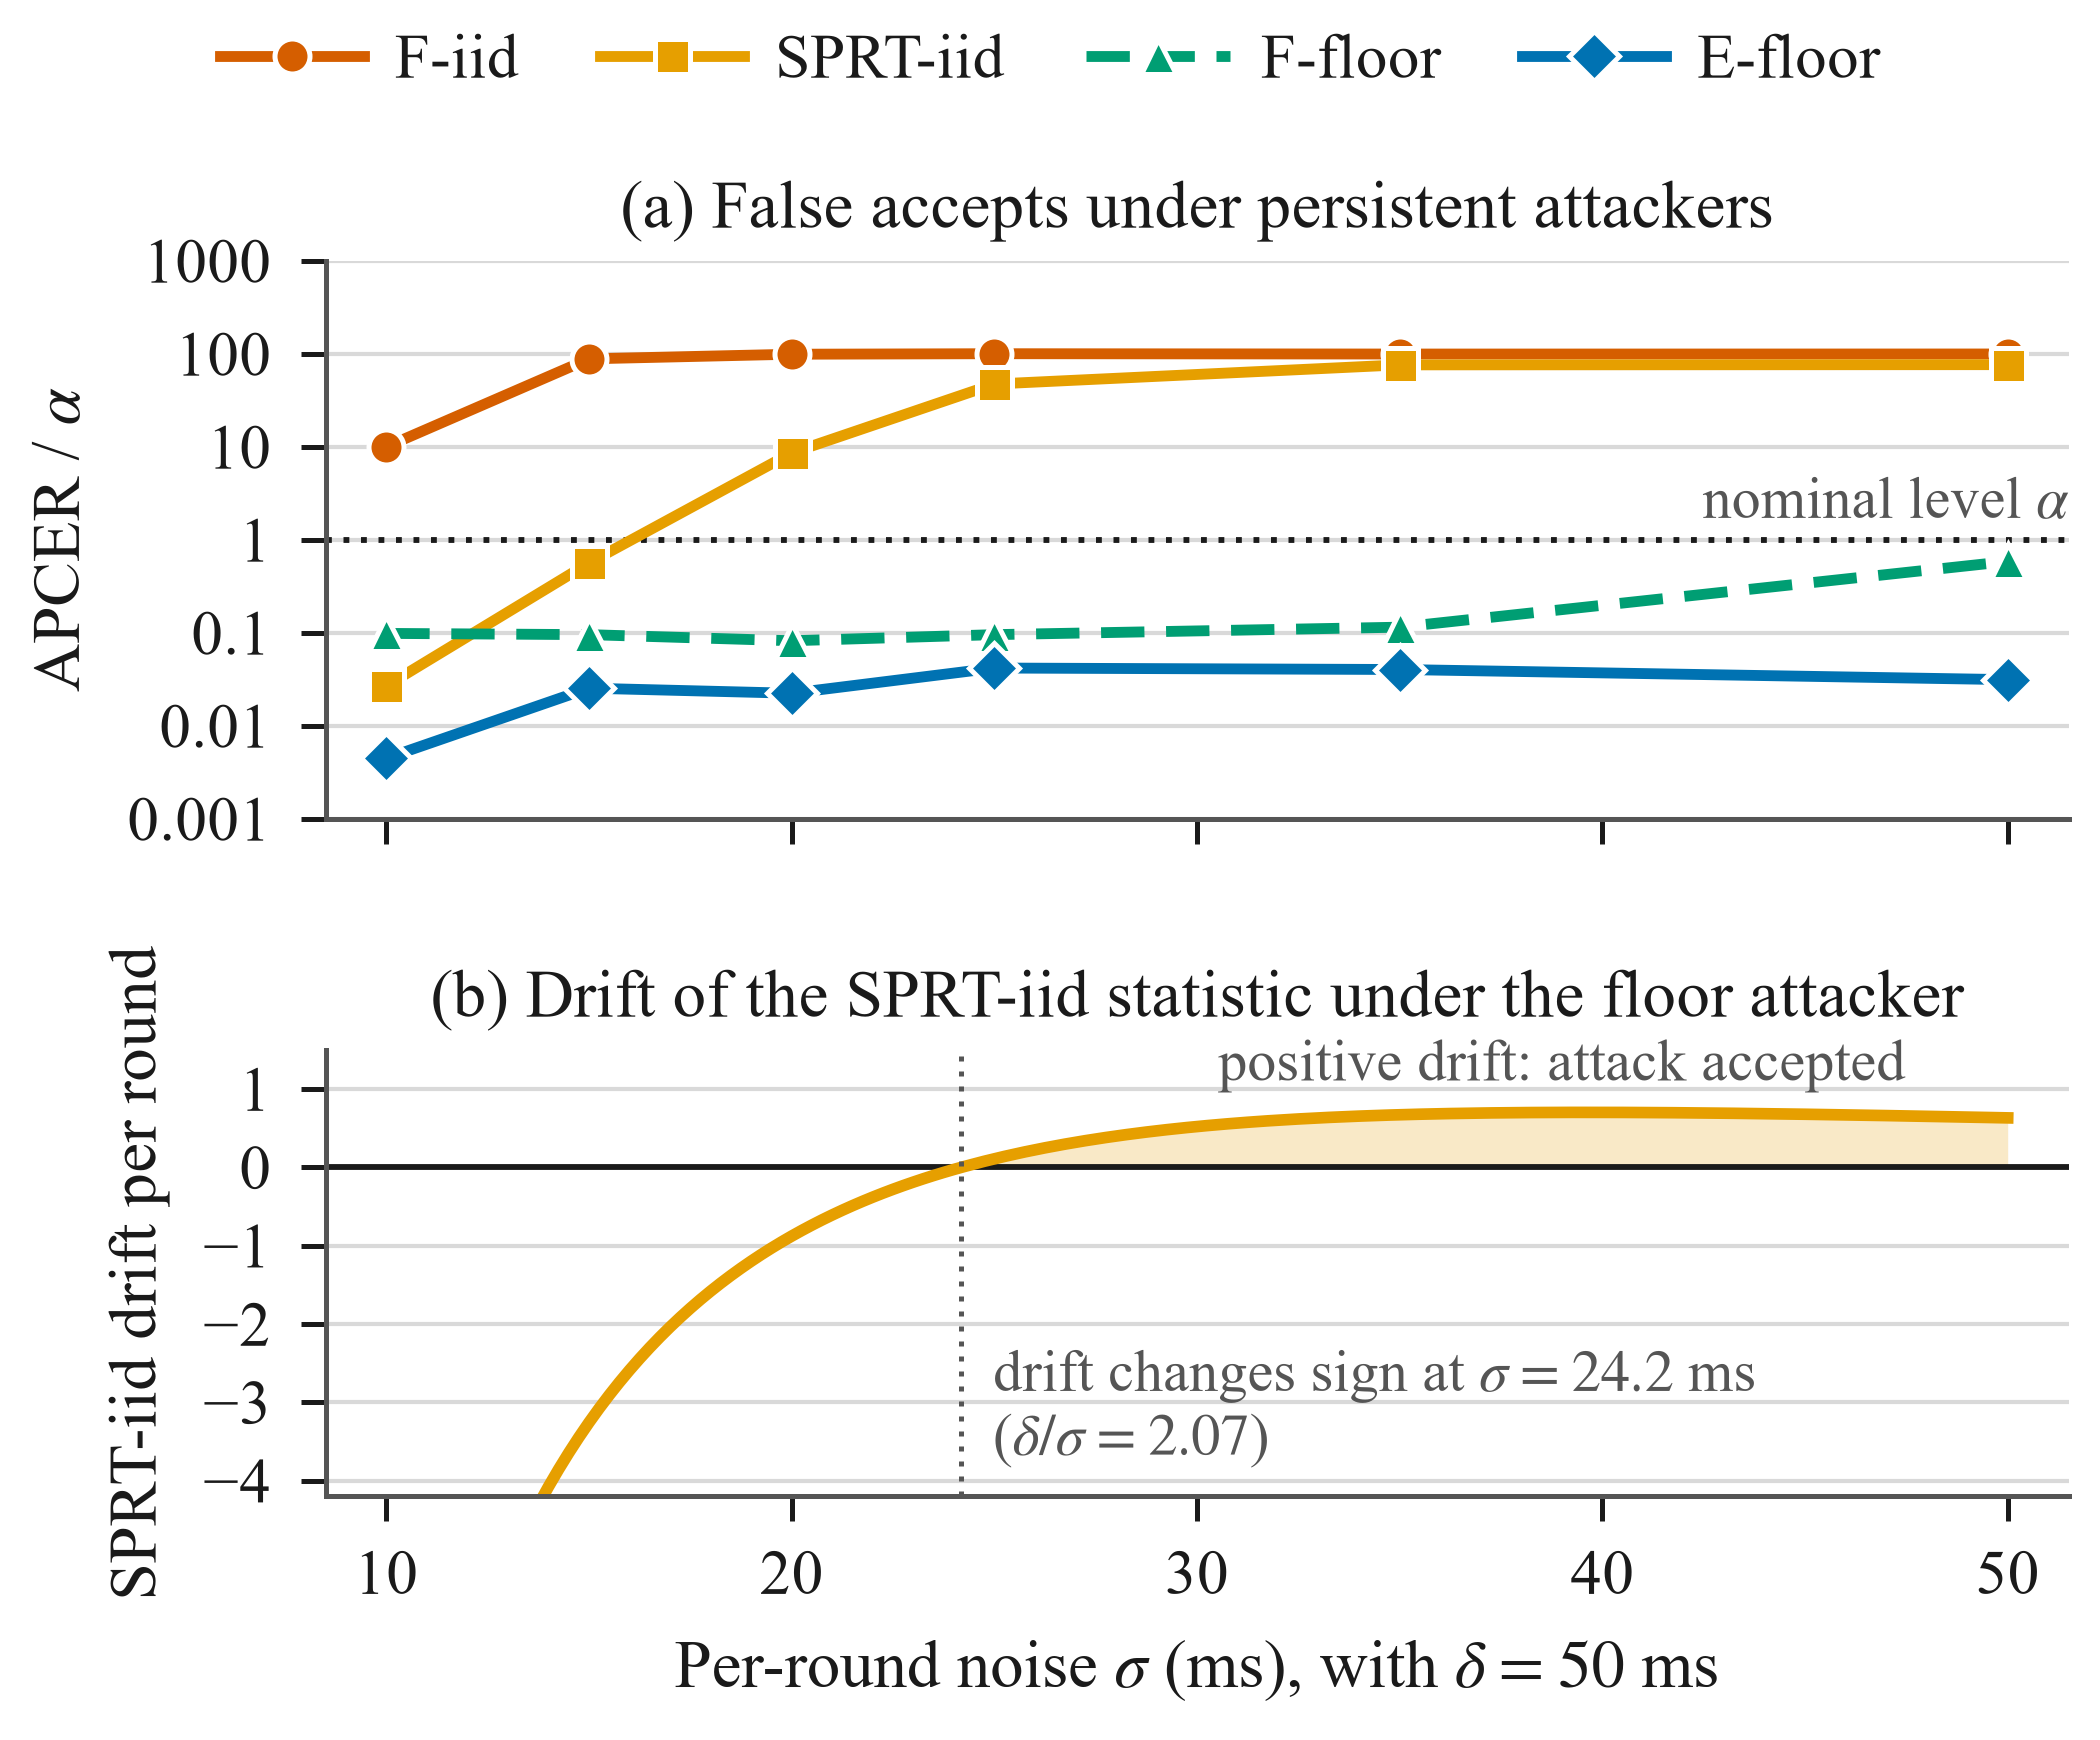 F-iid
SPRT-iid
F-floor
E-floor
(a) False accepts under persistent attackers
APCER / α
1000
100
10
1
0.1
0.01
0.001
nominal level α
(b) Drift of the SPRT-iid statistic under the floor attacker
SPRT-iid drift per round
positive drift: attack accepted
1
0
−1
−2
−3
−4
drift changes sign at σ = 24.2 ms
(δ/σ = 2.07)
10
20
30
40
50
Per-round noise σ (ms), with δ = 50 ms